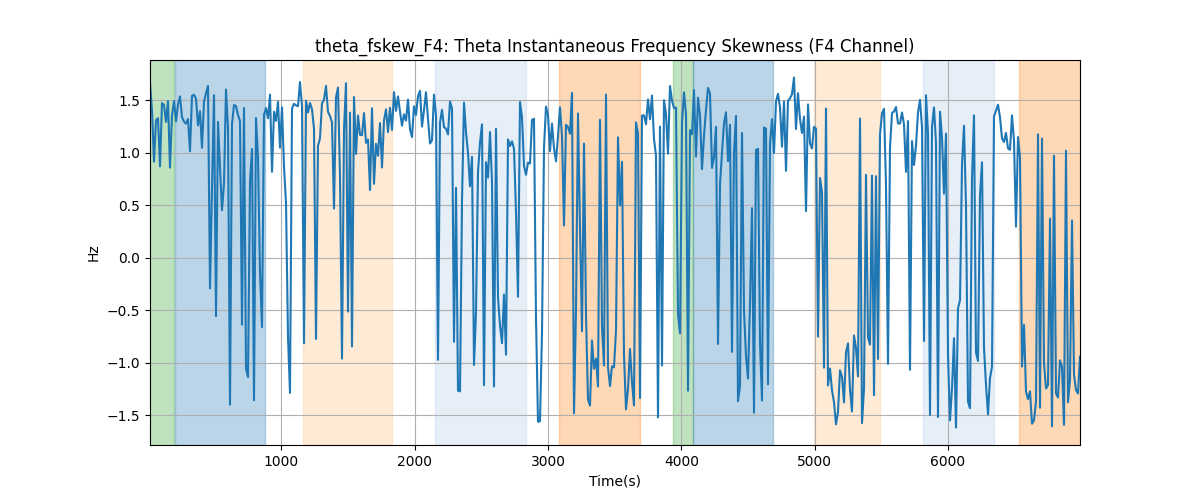 theta_fskew_F4: Theta Instantaneous Frequency Skewness (F4 Channel)
1.5
1.0
0.5
0.0
−0.5
−1.0
−1.5
Hz
1000 2000 3000 4000 5000 6000
Time(s)